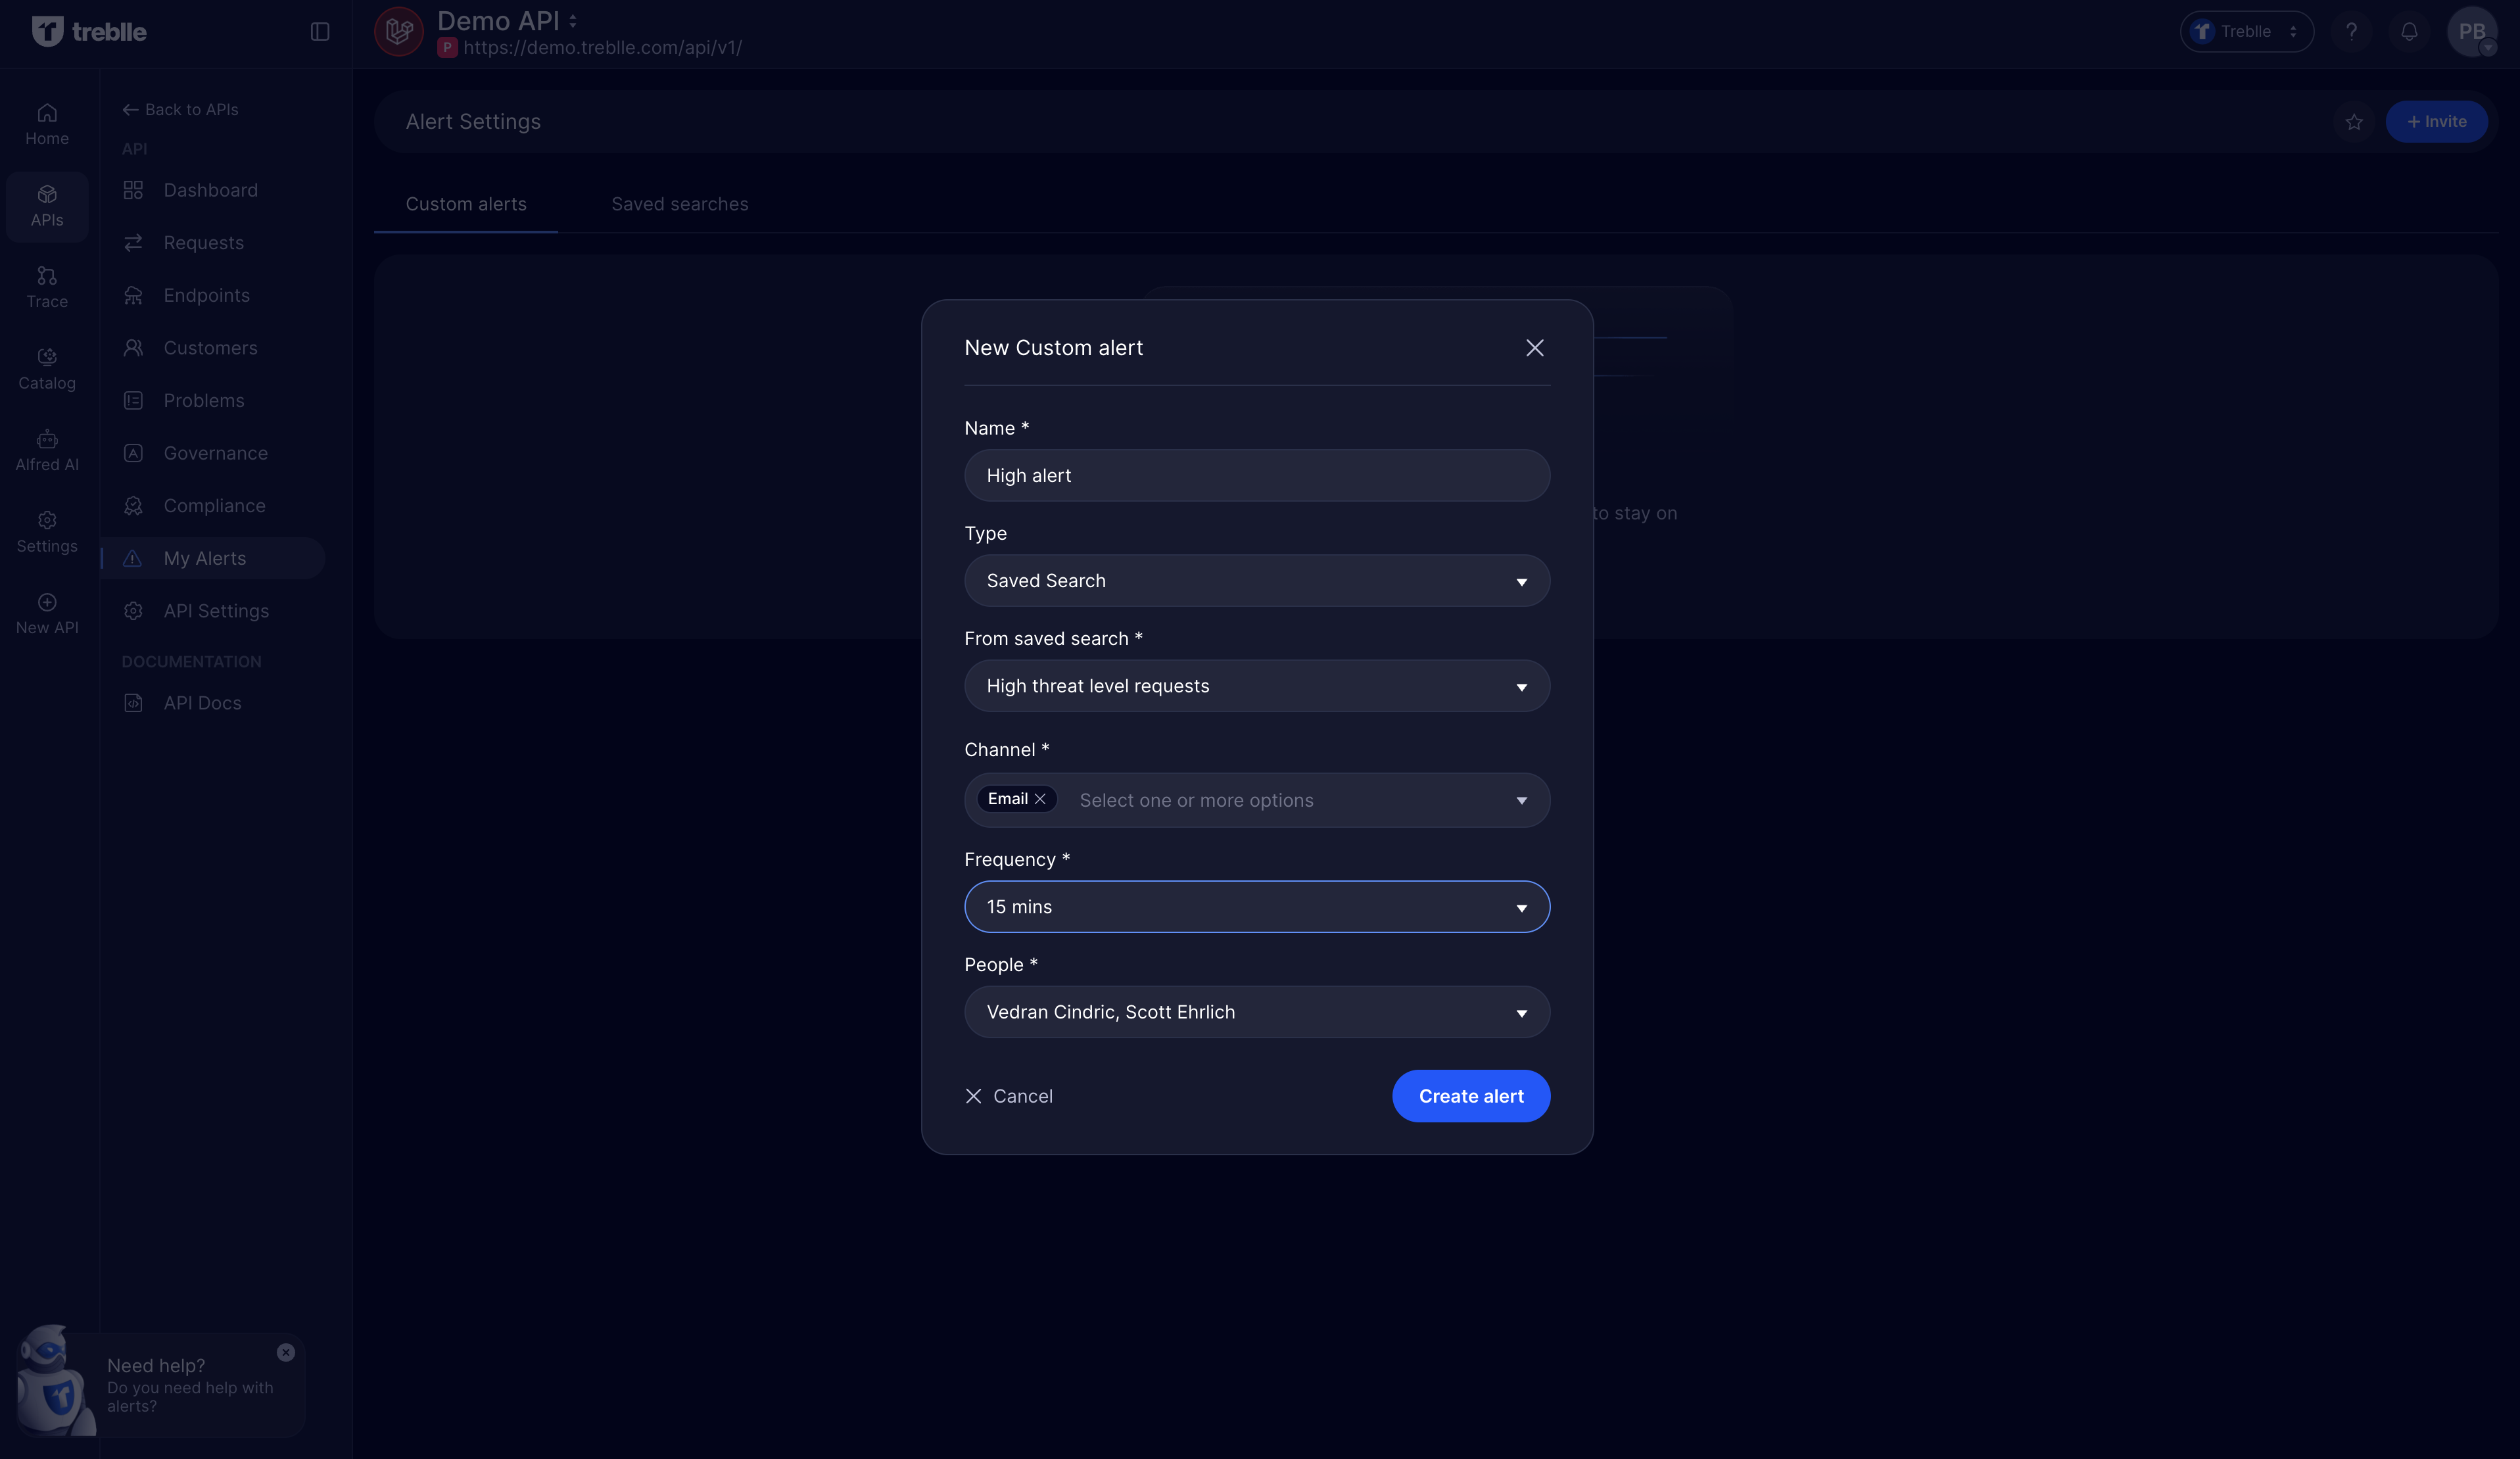 treblle
Demo API
P https://demo.treblle.com/api/v1/
Treblle
?
PB
Home
APIs
Trace
Catalog
Alfred AI
Settings
New API
Back to APIs
API
Dashboard
Requests
Endpoints
Customers
Problems
Governance
Compliance
My Alerts
API Settings
DOCUMENTATION
API Docs
Need help?
Do you need help with
alerts?
Alert Settings
+ Invite
Custom alerts
Saved searches
to stay on
New Custom alert
Name *
High alert
Type
Saved Search
From saved search *
High threat level requests
Channel *
Email
Select one or more options
Frequency *
15 mins
People *
Vedran Cindric, Scott Ehrlich
Cancel
Create alert